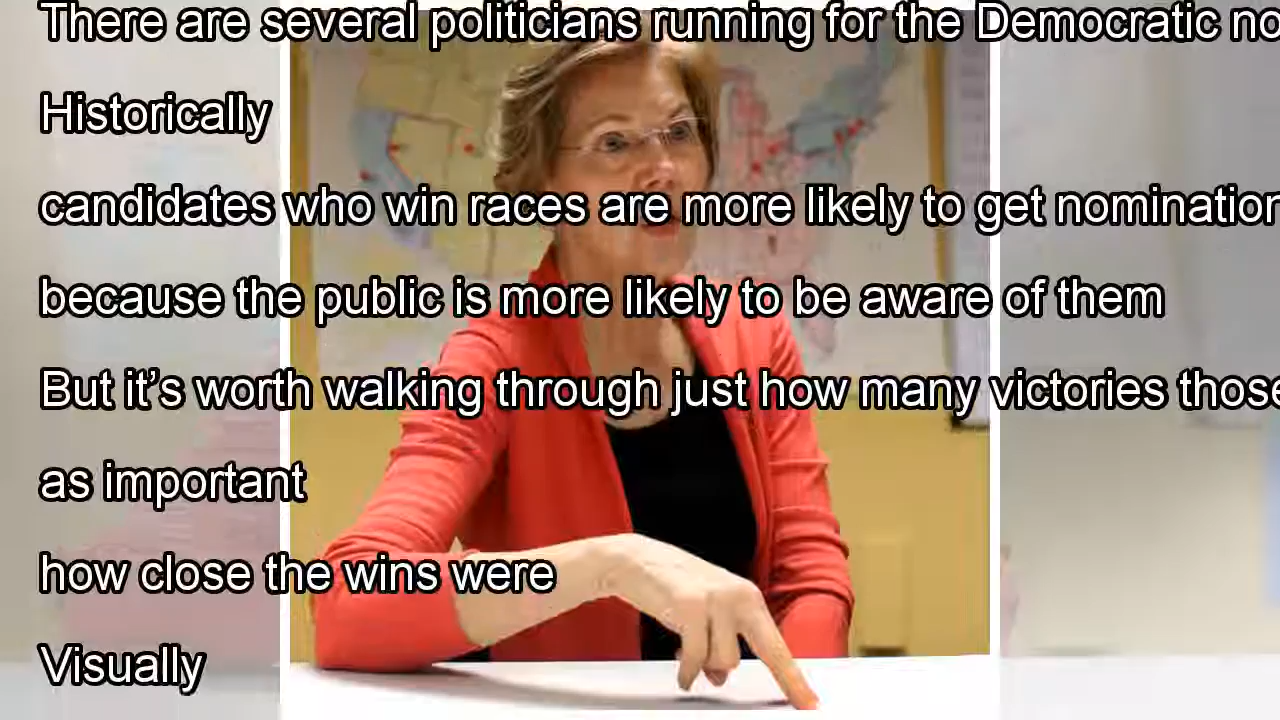 There are several politicians running for the Democratic no
Historically
candidates who win races are more likely to get nomination
because the public is more likely to be aware of them
But it’s worth walking through just how many victories those
as important
how close the wins were
Visually